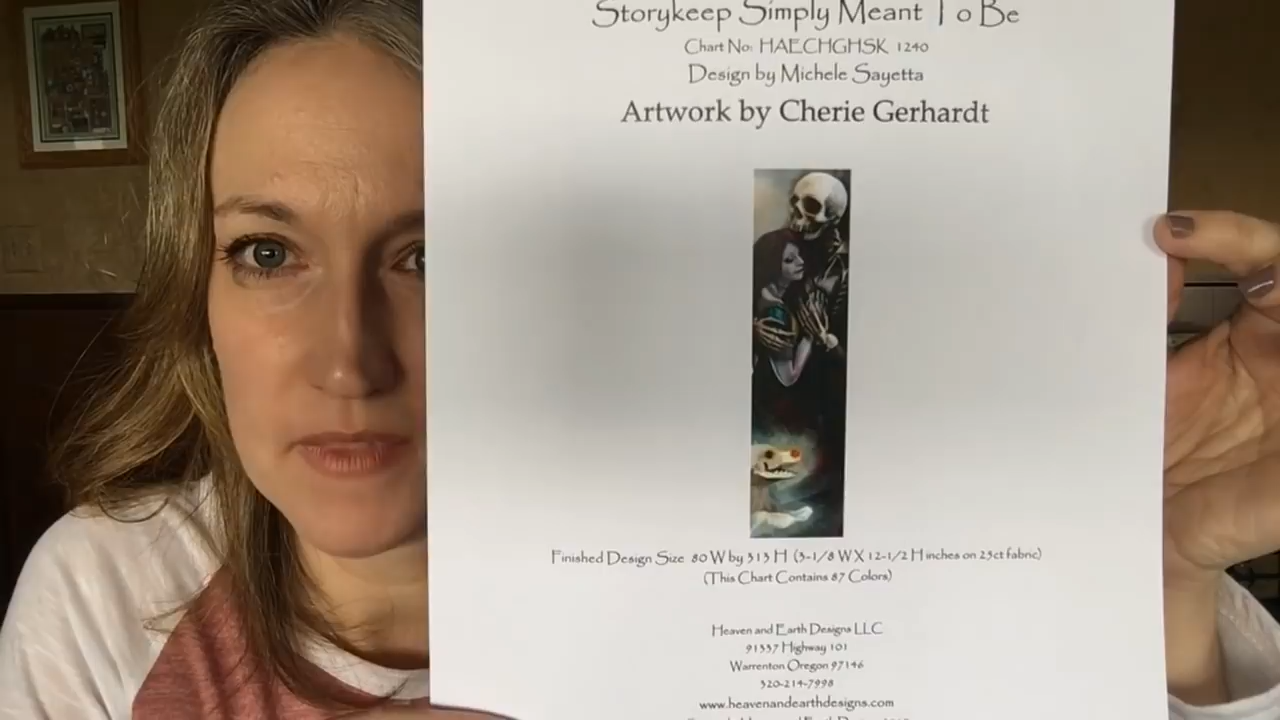 Storykeep Simply Meant To Be
Chart No: HAECHGHSK 1240
Design by Michele Sayetta
Artwork by Cherie Gerhardt
Finished Design Size 80 W by 313 H (3-1/8 W X 12-1/2 H inches on 25ct fabric)
(This Chart Contains 87 Colors)
Heaven and Earth Designs LLC
91337 Highway 101
Warrenton Oregon 97146
320-214-7998
www.heavenandearthdesigns.com